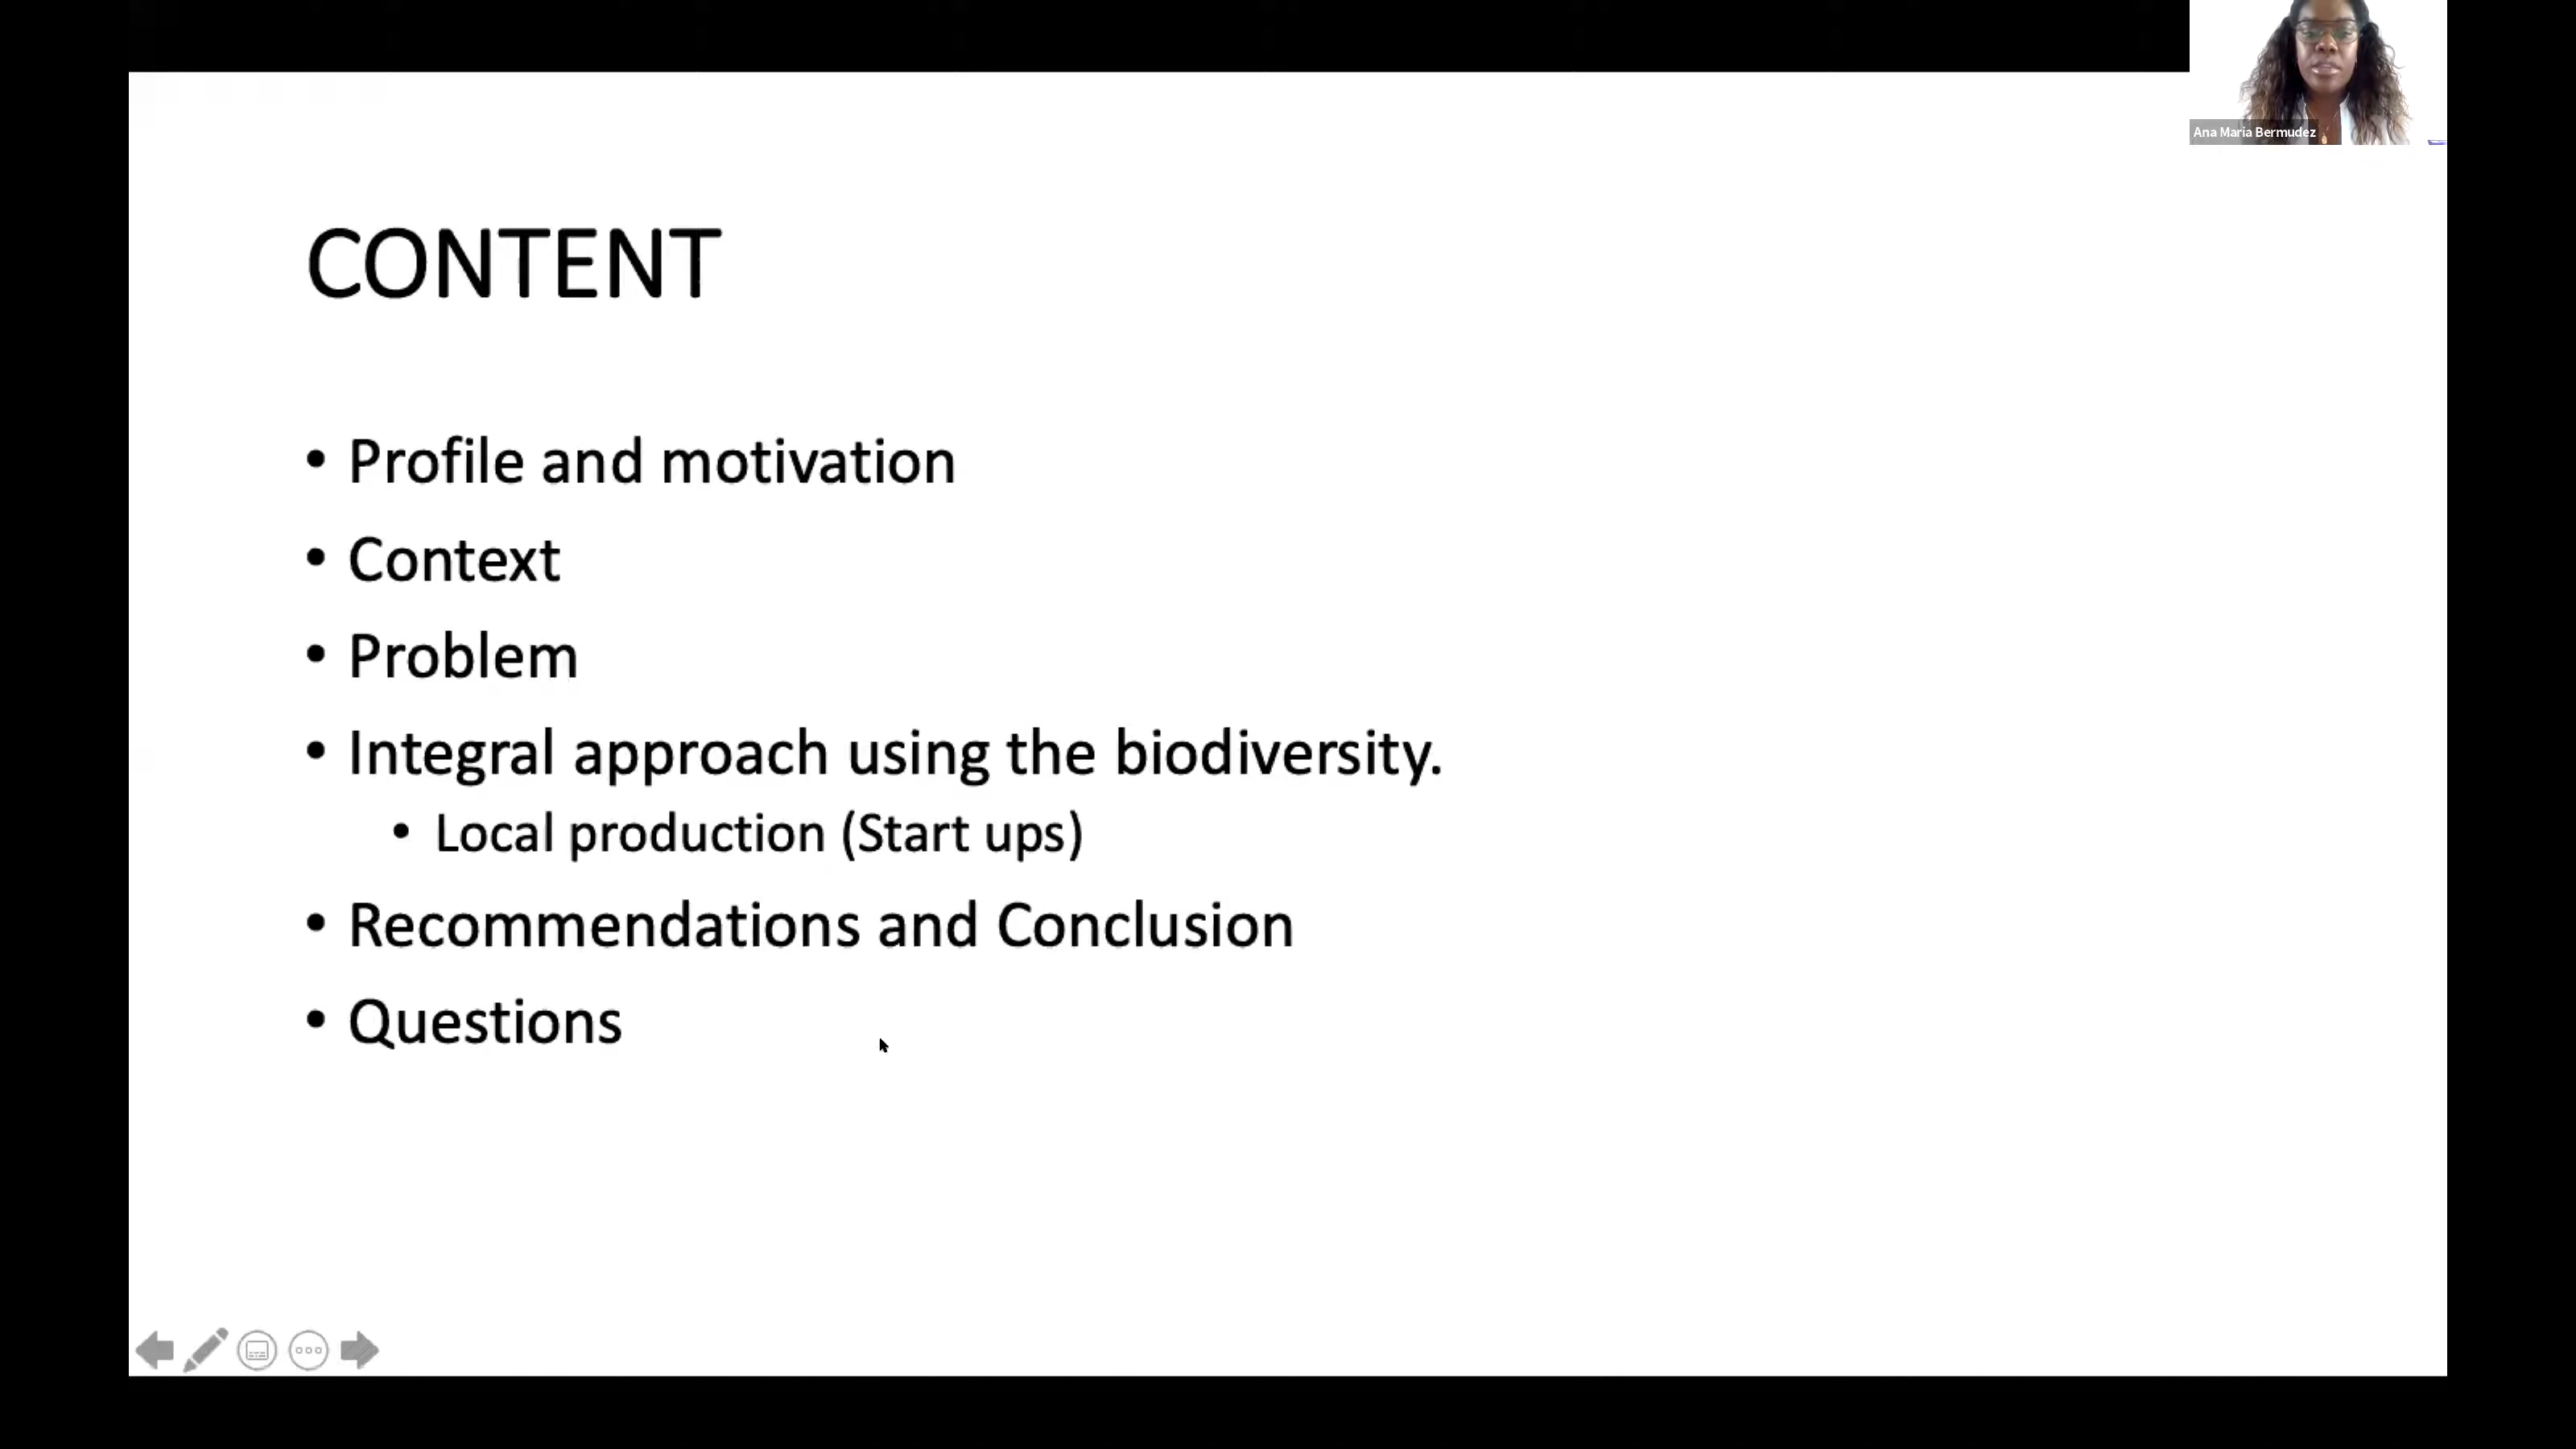 Ana Maria Bermudez
CONTENT
• Profile and motivation
• Context
• Problem
• Integral approach using the biodiversity.
• Local production (Start ups)
• Recommendations and Conclusion
• Questions